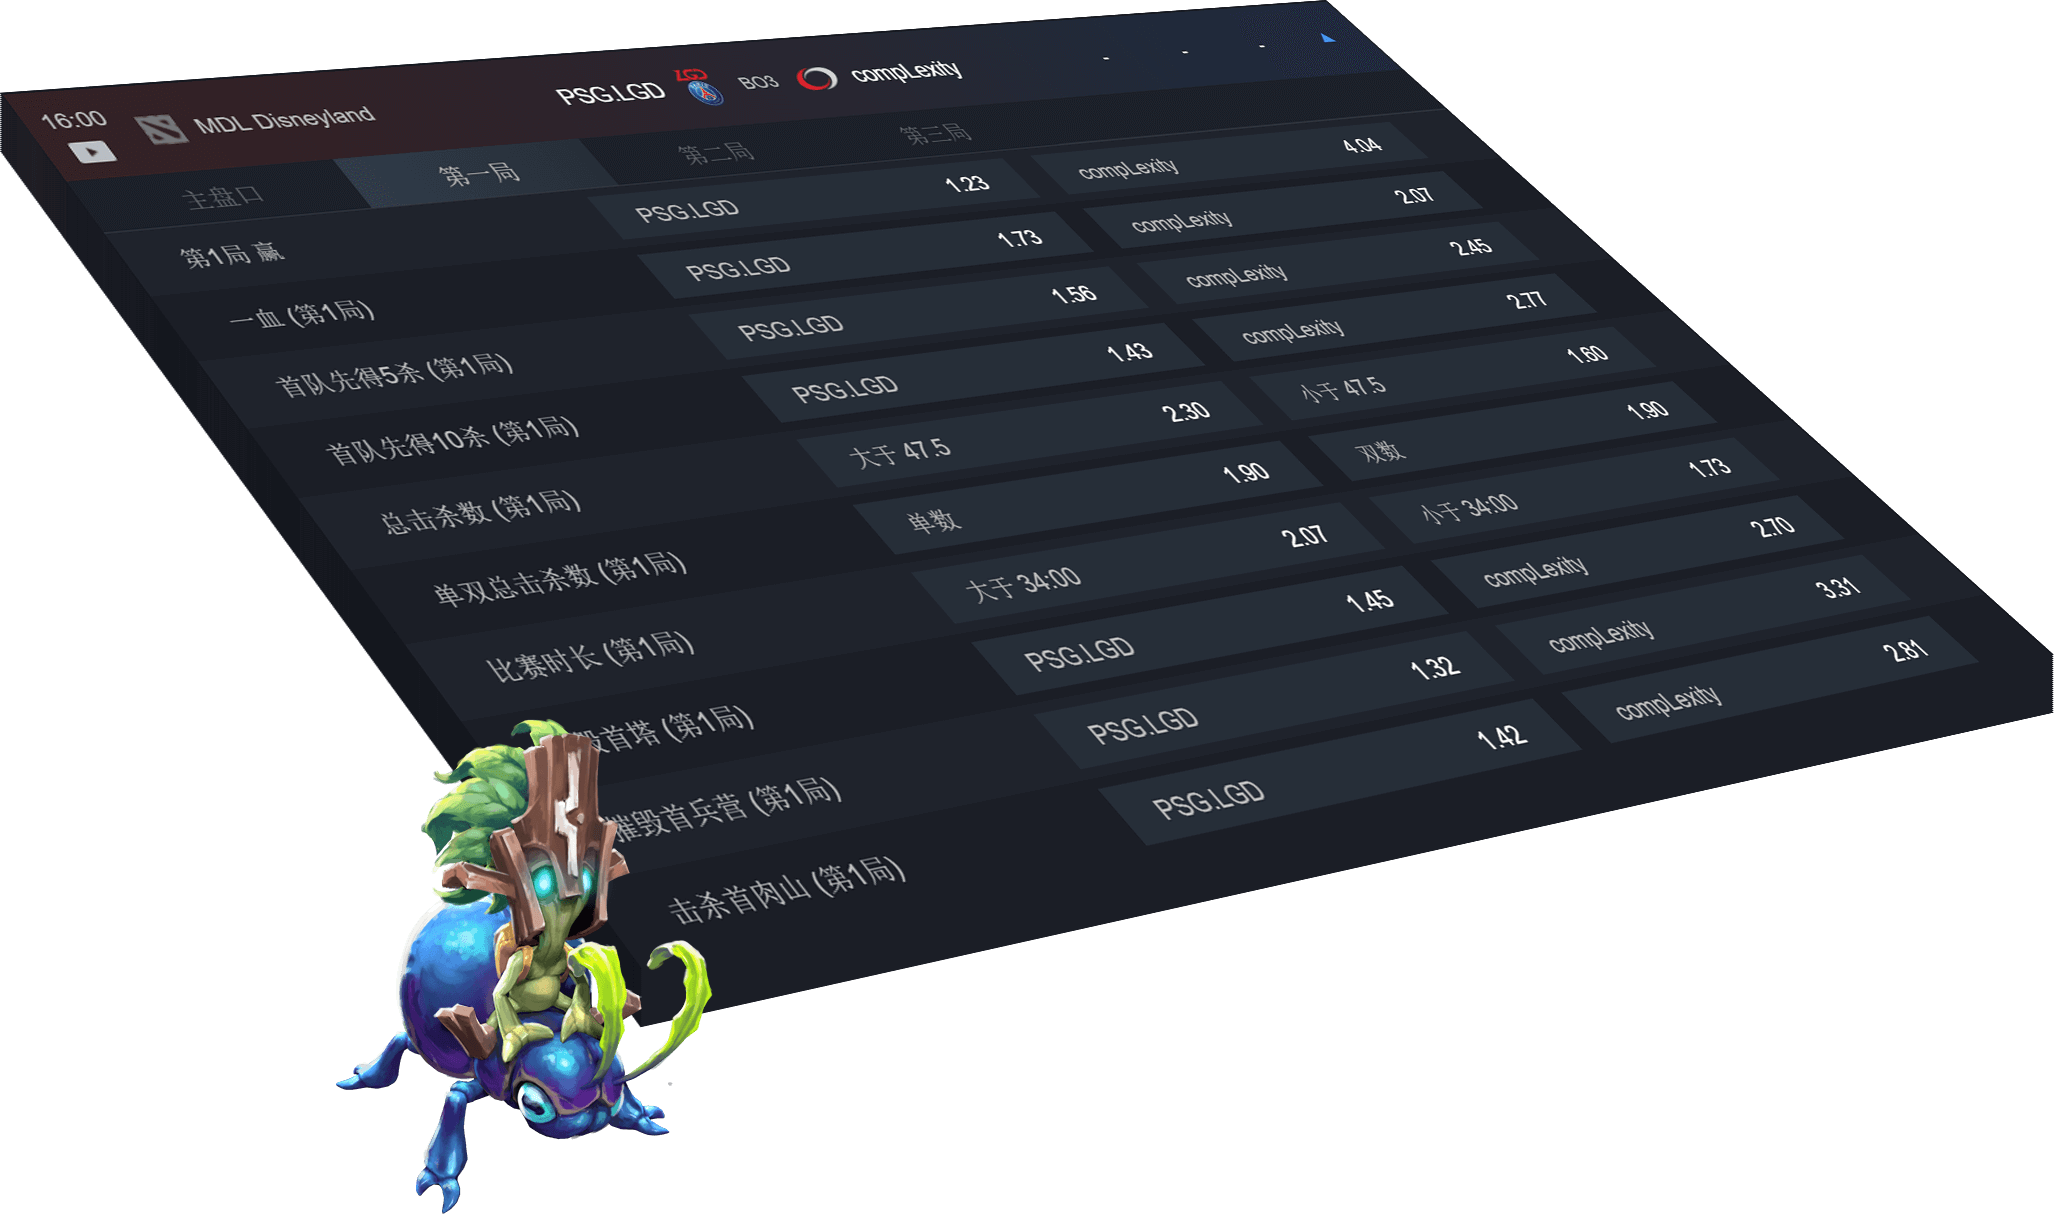 16:00 MDL Disneyland PSG.LGD LGD BO3 compLexity - - -
主盘口 第一局 第二局 第三局
第1局 赢 PSG.LGD 1.23 compLexity 4.04
一血 (第1局) PSG.LGD 1.73 compLexity 2.07
首队先得5杀 (第1局) PSG.LGD 1.56 compLexity 2.45
首队先得10杀 (第1局) PSG.LGD 1.43 compLexity 2.77
总击杀数 (第1局) 大于 47.5 2.30 小于 47.5 1.60
单双总击杀数 (第1局) 单数 1.90 双数 1.90
比赛时长 (第1局) 大于 34:00 2.07 小于 34:00 1.73
毁首塔 (第1局) PSG.LGD 1.45 compLexity 2.70
摧毁首兵营 (第1局) PSG.LGD 1.32 compLexity 3.31
击杀首肉山 (第1局) PSG.LGD 1.42 compLexity 2.81